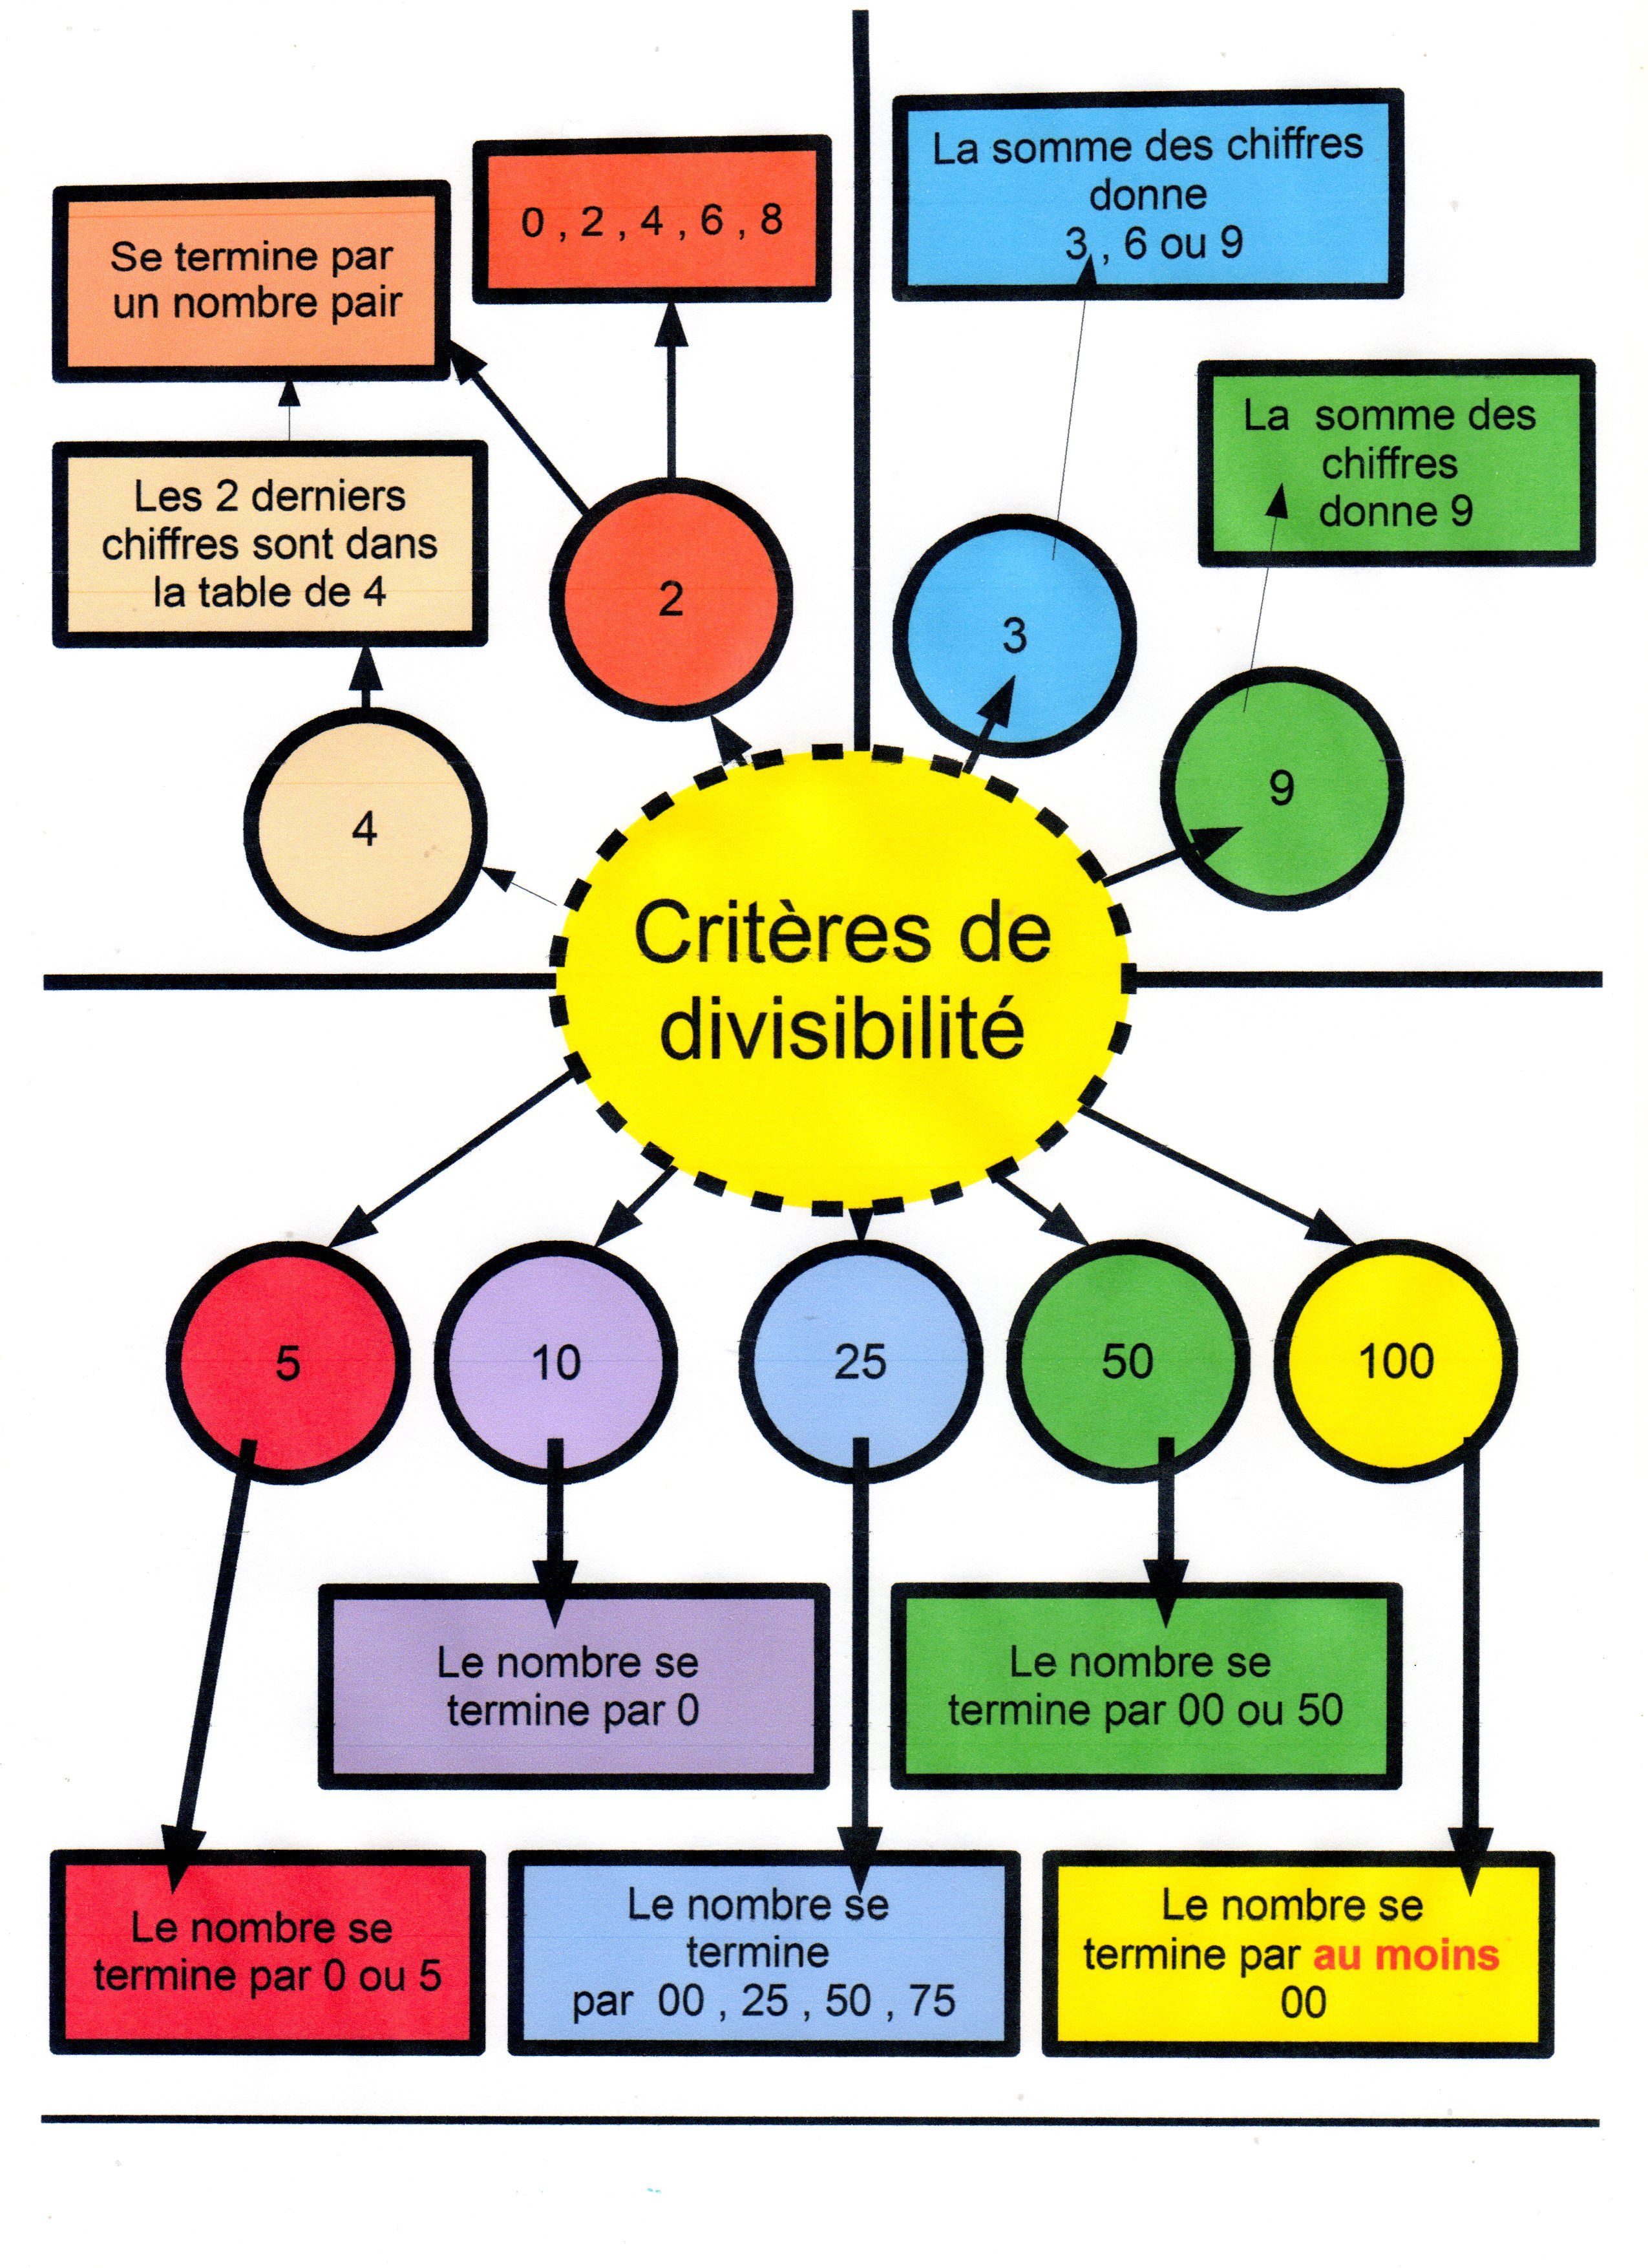 La somme des chiffres
donne
3 , 6 ou 9
0 , 2 , 4 , 6 , 8
Se termine par
un nombre pair
La somme des
chiffres
donne 9
Les 2 derniers
chiffres sont dans
la table de 4
2
3
9
4
Critères de
divisibilité
5
10
25
50
100
Le nombre se
termine par 0
Le nombre se
termine par 00 ou 50
Le nombre se
termine par 0 ou 5
Le nombre se
termine
par 00 , 25 , 50 , 75
Le nombre se
termine par au moins
00